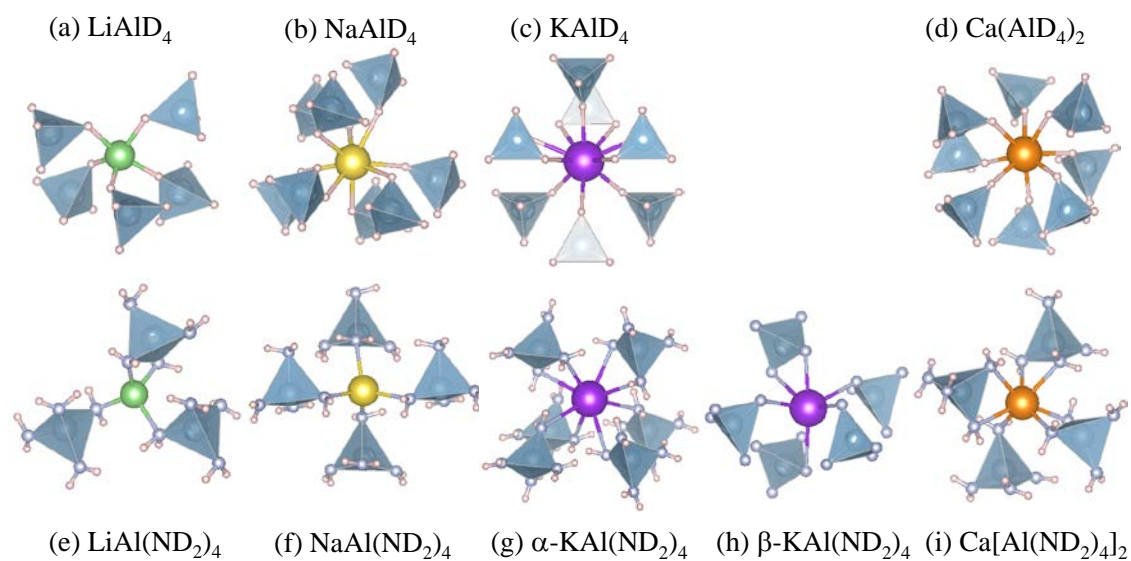 (a) LiAlD₄ (b) NaAlD₄ (c) KAlD₄ (d) Ca(AlD₄)₂
(e) LiAl(ND₂)₄ (f) NaAl(ND₂)₄ (g) α-KAl(ND₂)₄ (h) β-KAl(ND₂)₄ (i) Ca[Al(ND₂)₄]₂